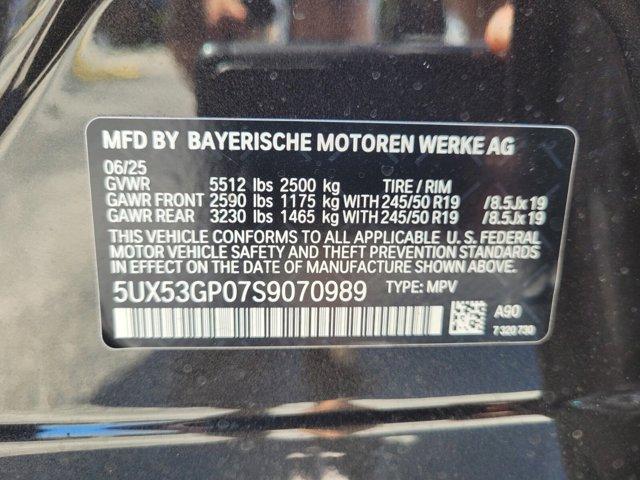 MFD BY BAYERISCHE MOTOREN WERKE AG
06/25
GVWR 5512 lbs 2500 kg TIRE / RIM
GAWR FRONT 2590 lbs 1175 kg WITH 245/50 R19 /8.5Jx19
GAWR REAR 3230 lbs 1465 kg WITH 245/50 R19 /8.5Jx19
THIS VEHICLE CONFORMS TO ALL APPLICABLE U.S. FEDERAL
MOTOR VEHICLE SAFETY AND THEFT PREVENTION STANDARDS
IN EFFECT ON THE DATE OF MANUFACTURE SHOWN ABOVE.
5UX53GP07S9070989 TYPE: MPV
A90
7 320 730